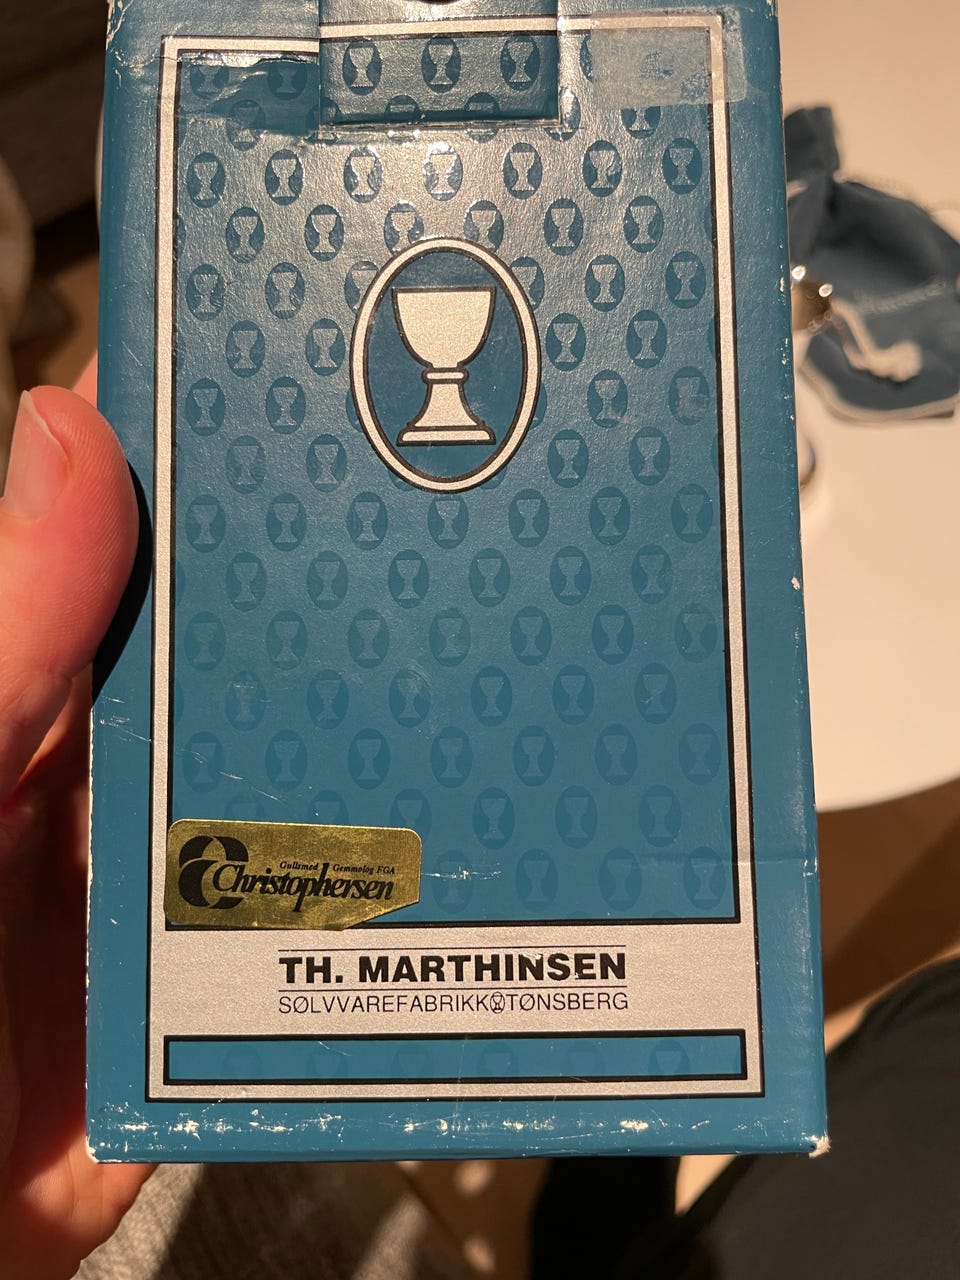 Gullsmed Gemmolog FGA
Christophersen
TH. MARTHINSEN
SØLVVAREFABRIKK TØNSBERG